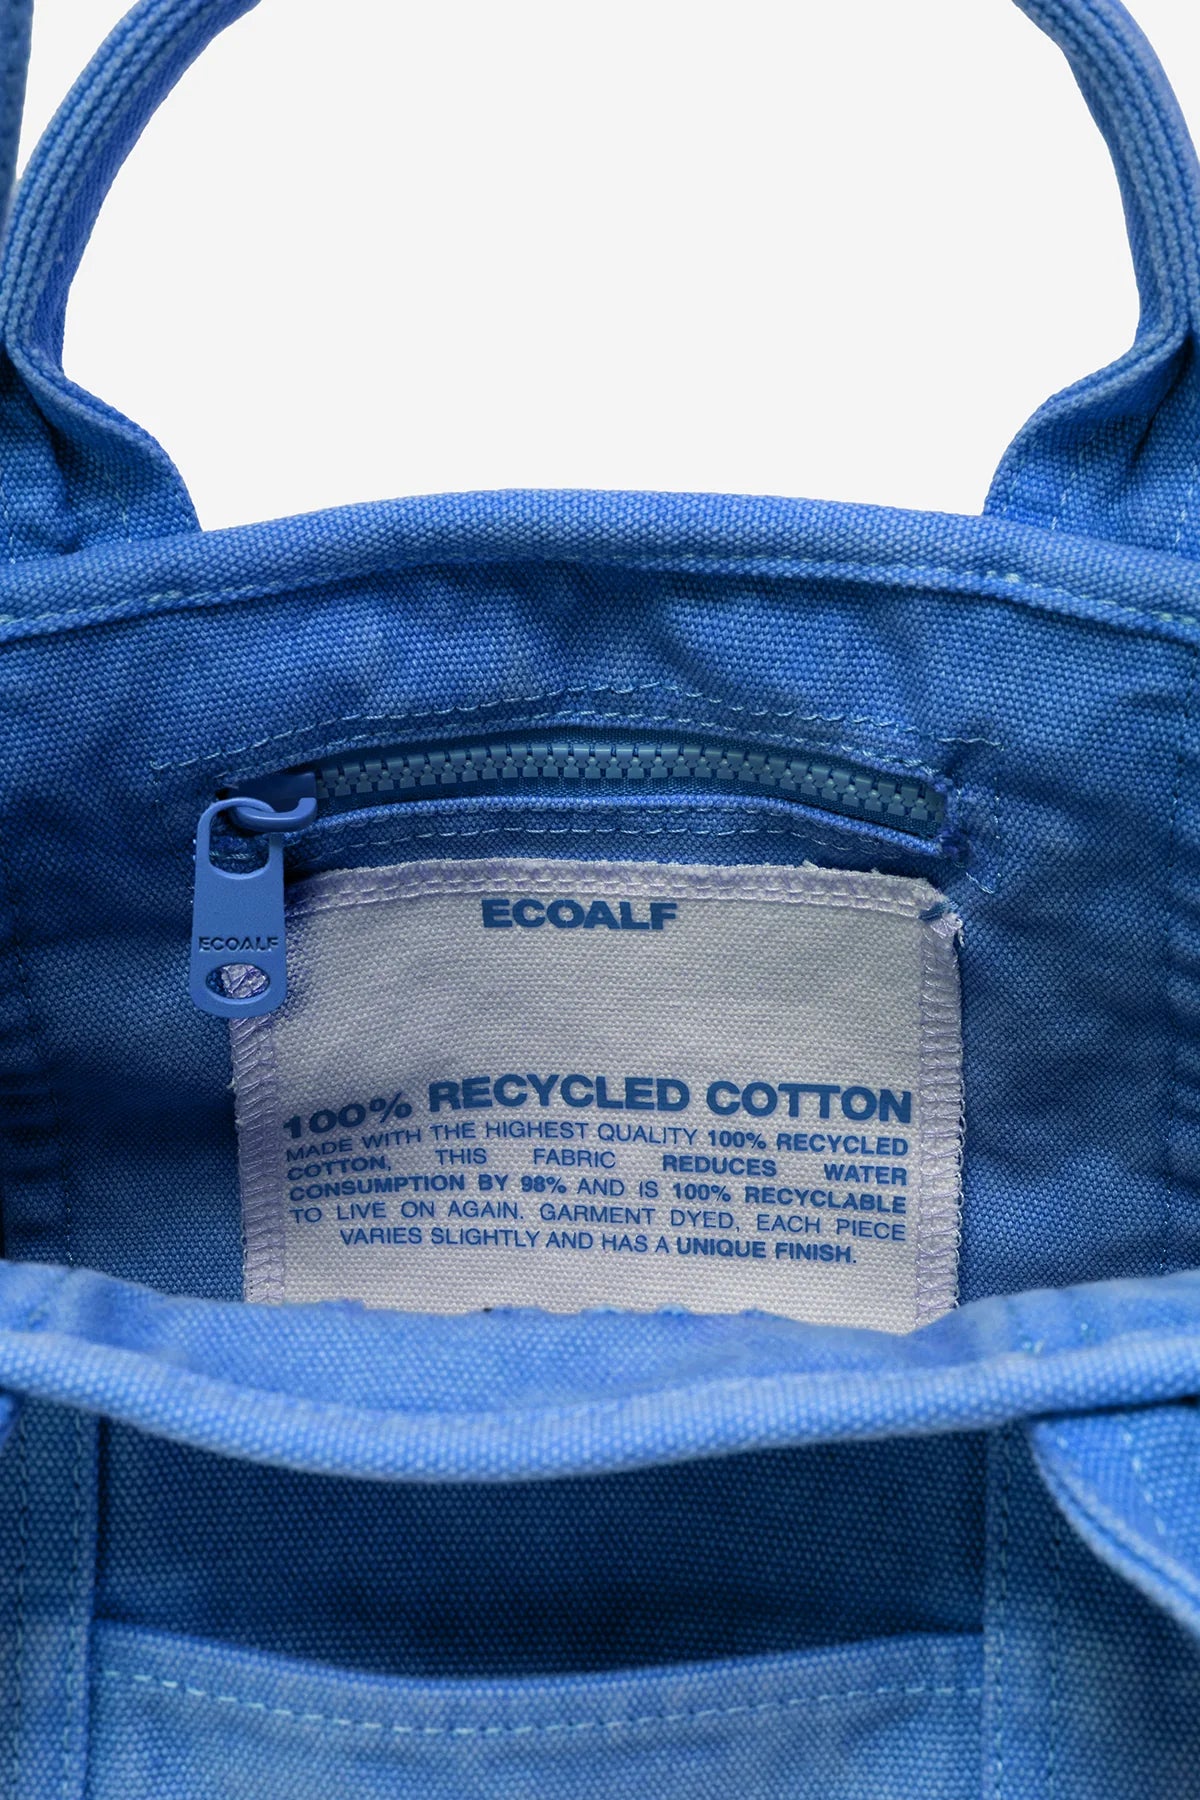 ECOALF
ECOALF
100% RECYCLED COTTON
MADE WITH THE HIGHEST QUALITY 100% RECYCLED
COTTON, THIS FABRIC REDUCES WATER
CONSUMPTION BY 98% AND IS 100% RECYCLABLE
TO LIVE ON AGAIN. GARMENT DYED, EACH PIECE
VARIES SLIGHTLY AND HAS A UNIQUE FINISH.